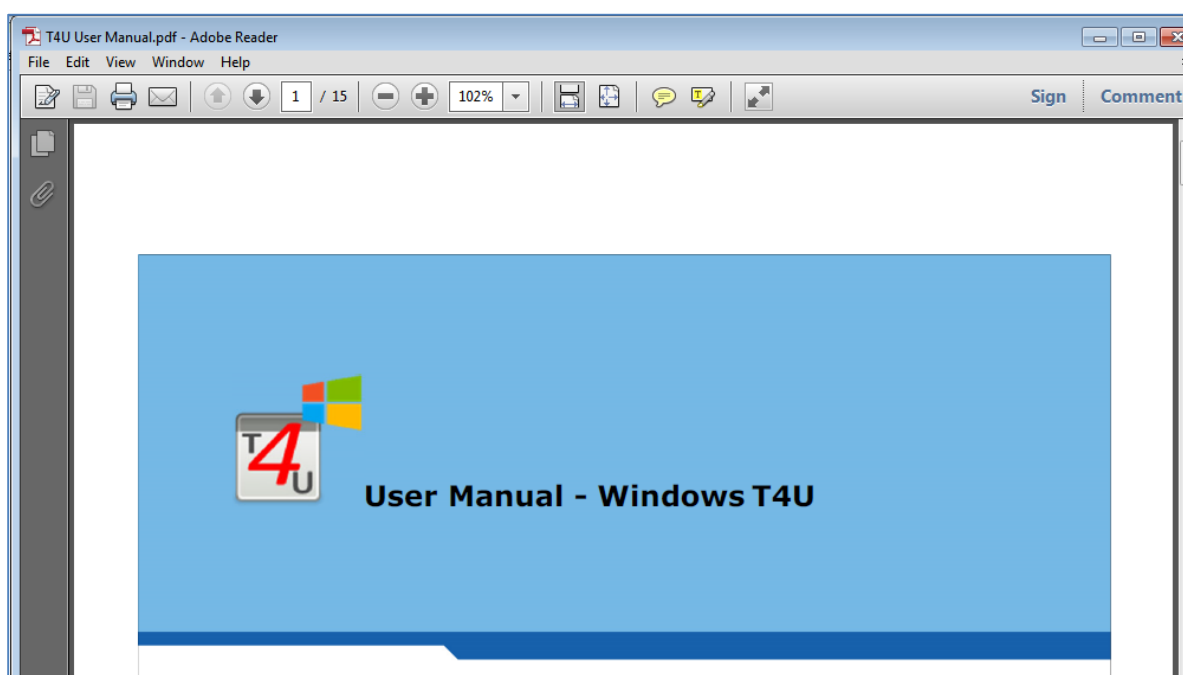 T4U User Manual.pdf - Adobe Reader
File Edit View Window Help
1 / 15 102% Sign Comment
T4U
User Manual - Windows T4U